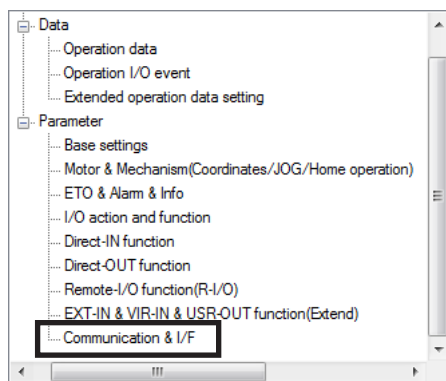 Data
Operation data
Operation I/O event
Extended operation data setting
Parameter
Base settings
Motor & Mechanism(Coordinates/JOG/Home operation)
ETO & Alarm & Info
I/O action and function
Direct-IN function
Direct-OUT function
Remote-I/O function(R-I/O)
EXT-IN & VIR-IN & USR-OUT function(Extend)
Communication & I/F